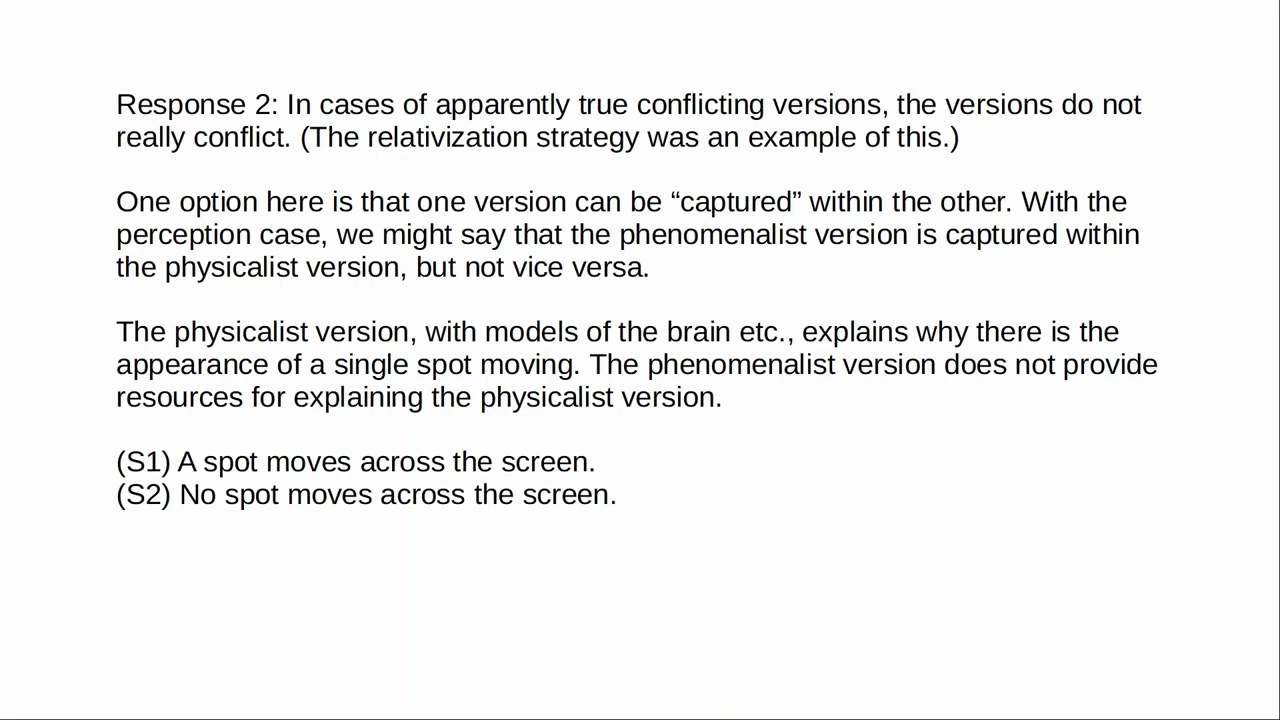 Response 2: In cases of apparently true conflicting versions, the versions do not
really conflict. (The relativization strategy was an example of this.)
One option here is that one version can be “captured” within the other. With the
perception case, we might say that the phenomenalist version is captured within
the physicalist version, but not vice versa.
The physicalist version, with models of the brain etc., explains why there is the
appearance of a single spot moving. The phenomenalist version does not provide
resources for explaining the physicalist version.
(S1) A spot moves across the screen.
(S2) No spot moves across the screen.